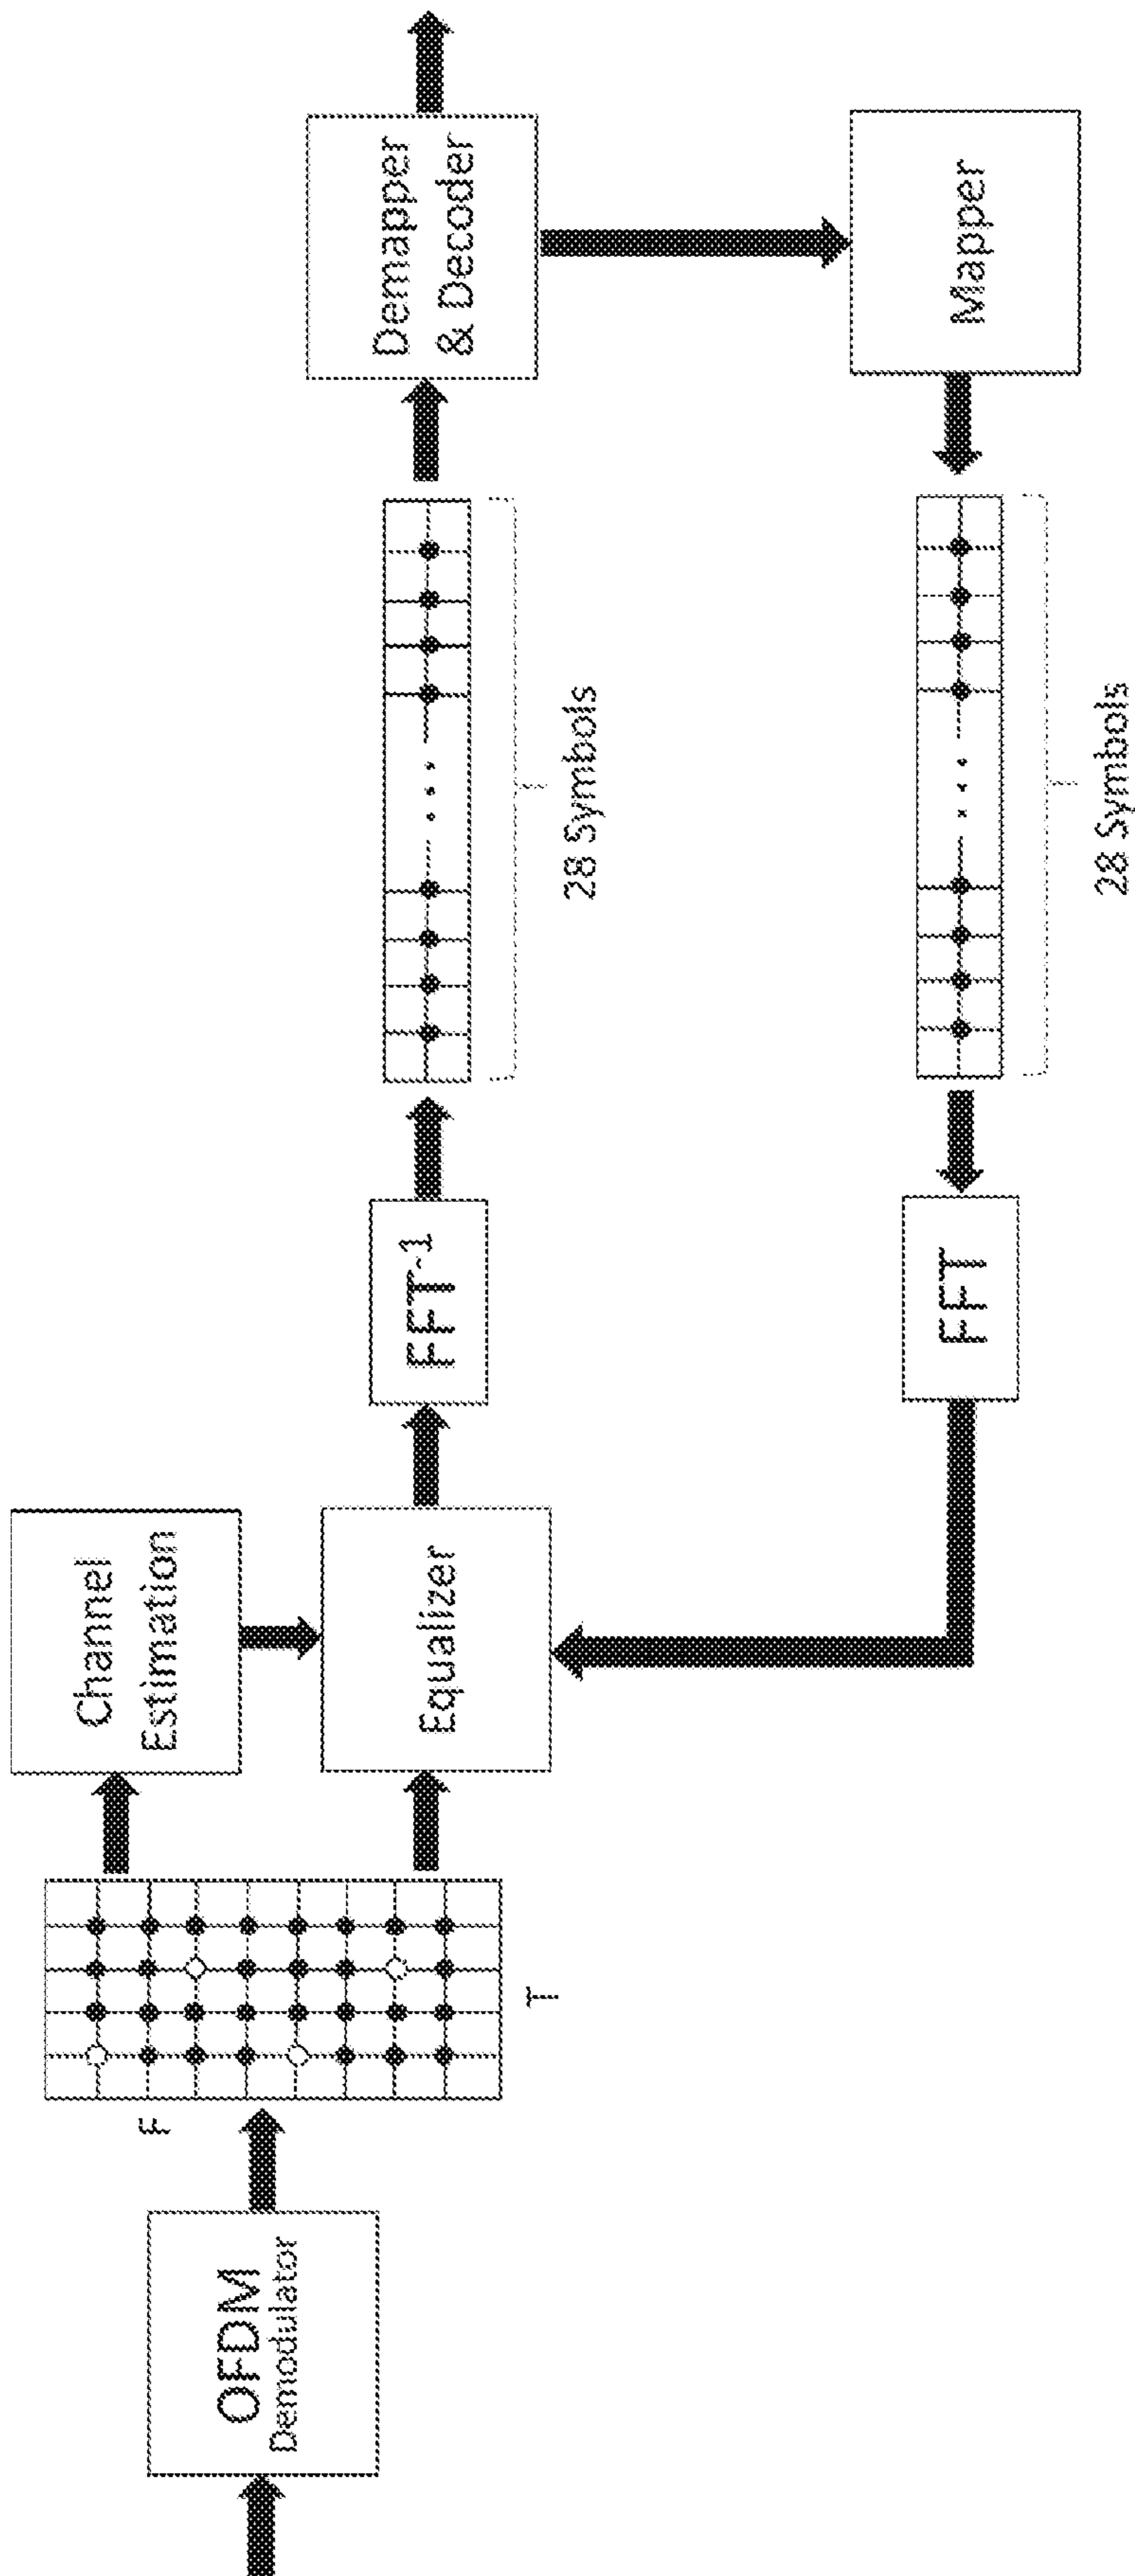 OFDM
Demodulator
F
T
Channel
Estimation
Equalizer
FFT-1
28 Symbols
Demapper
& Decoder
Mapper
28 Symbols
FFT